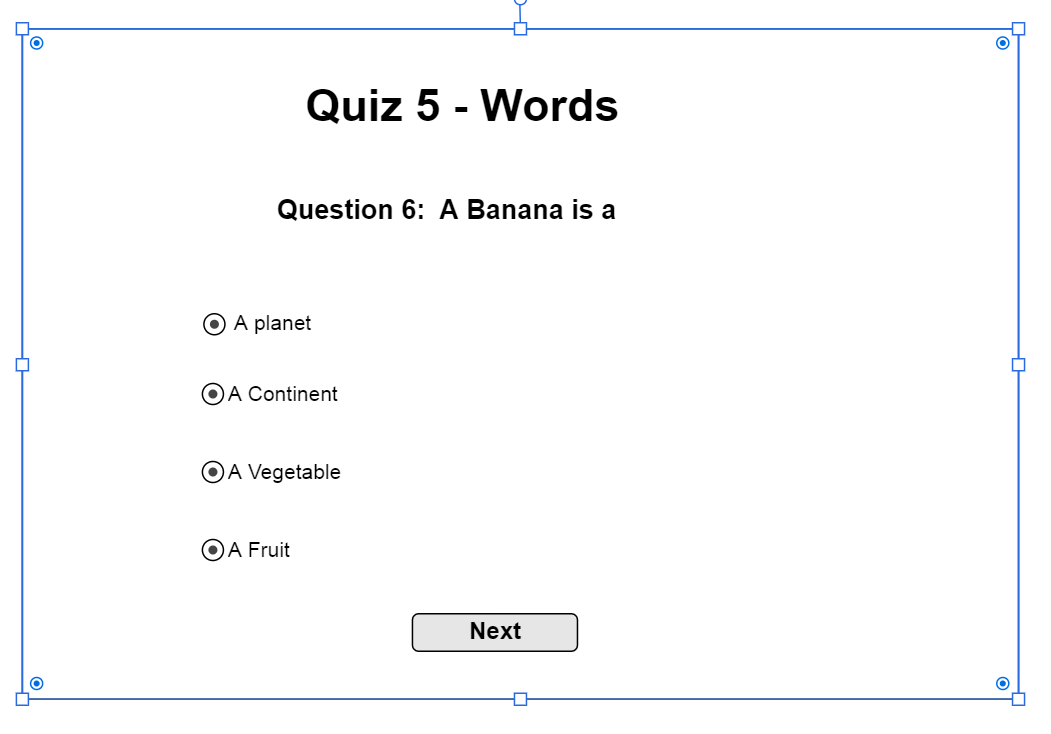 Quiz 5 - Words
Question 6:  A Banana is a
A planet
A Continent
A Vegetable
A Fruit
Next